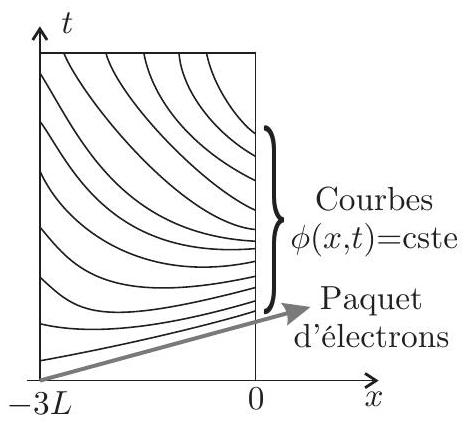 t
Courbes
ϕ(x,t)=cste
Paquet
d'électrons
−3L
0
x